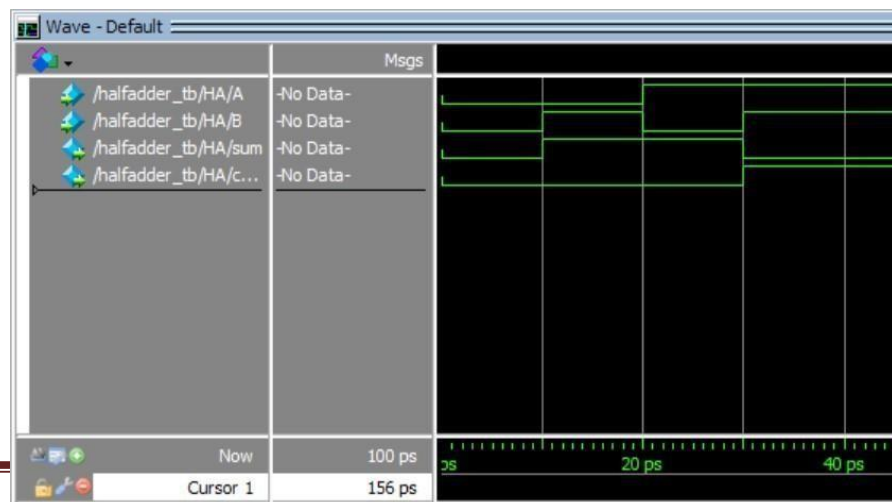 Wave - Default
Msgs
/halfadder_tb/HA/A -No Data-
/halfadder_tb/HA/B -No Data-
/halfadder_tb/HA/sum -No Data-
/halfadder_tb/HA/c... -No Data-
Now 100 ps
ps 20 ps 40 ps
Cursor 1 156 ps